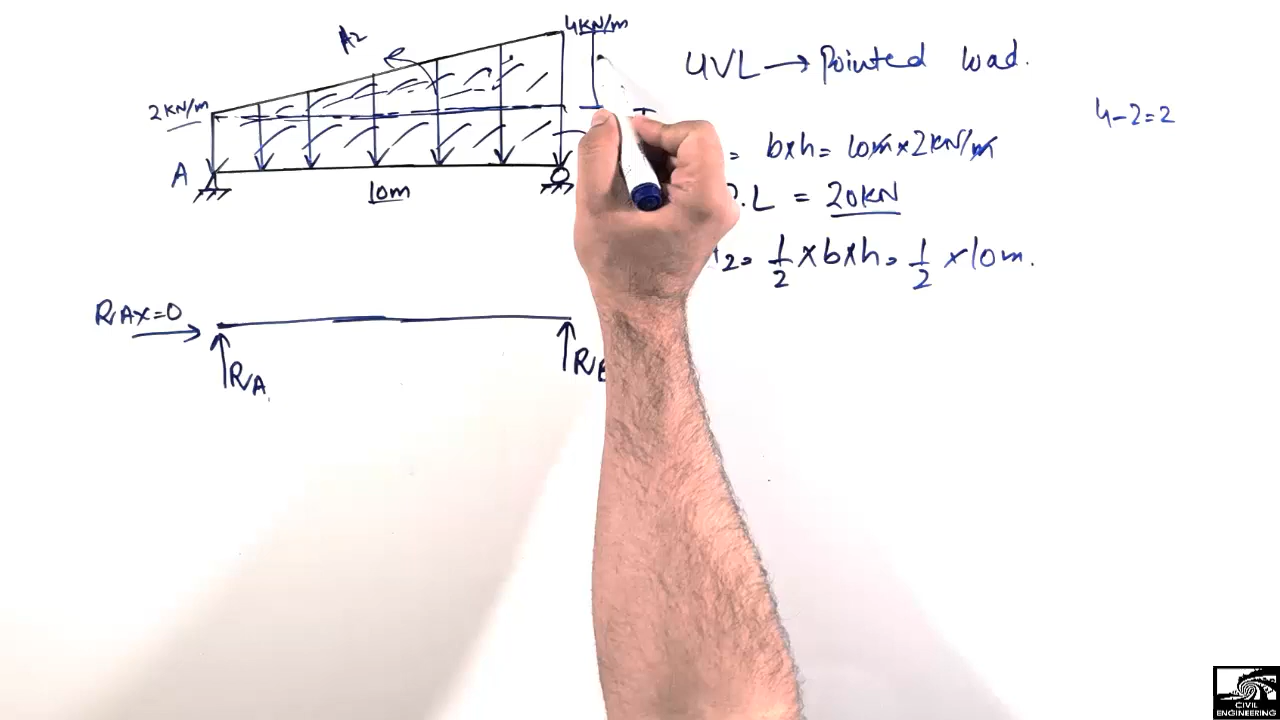 A2
4KN/m
2KN/m
A
10m
UVL → Pointed load.
4-2=2
= b×h = 10m×2KN/m
.L = 20KN
2 = 1/2 ×b×h = 1/2 ×10m.
RAX=0
RA
R
CIVIL
ENGINEERING